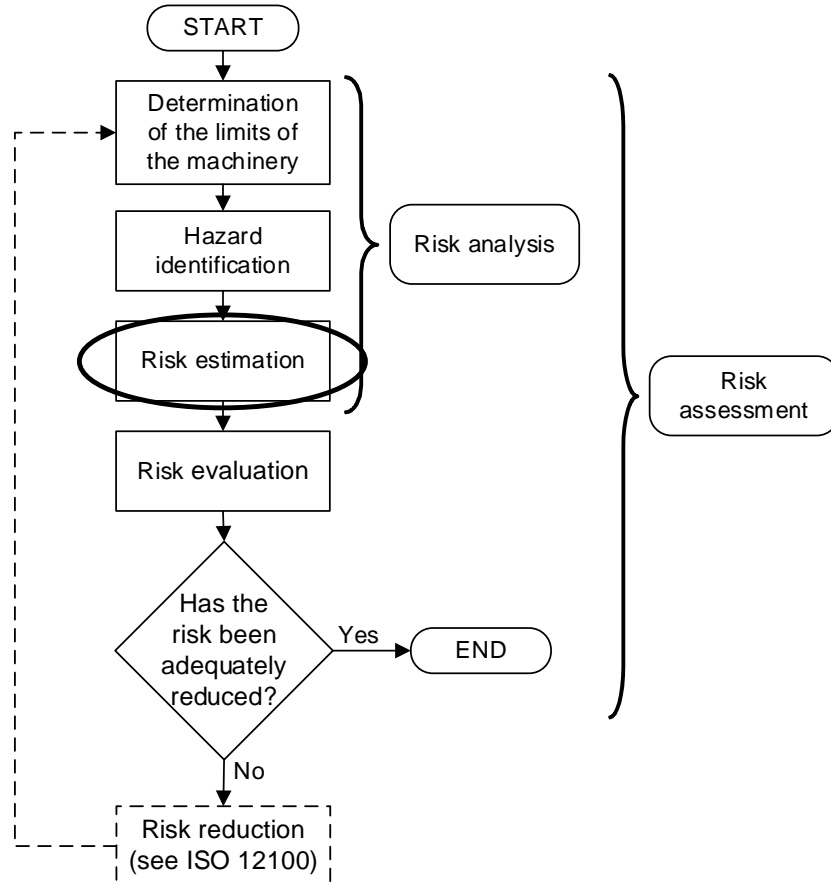 START
Determination
of the limits of
the machinery
Hazard
identification
Risk analysis
Risk estimation
Risk
assessment
Risk evaluation
Has the
risk been
adequately
reduced?
Yes
END
No
Risk reduction
(see ISO 12100)